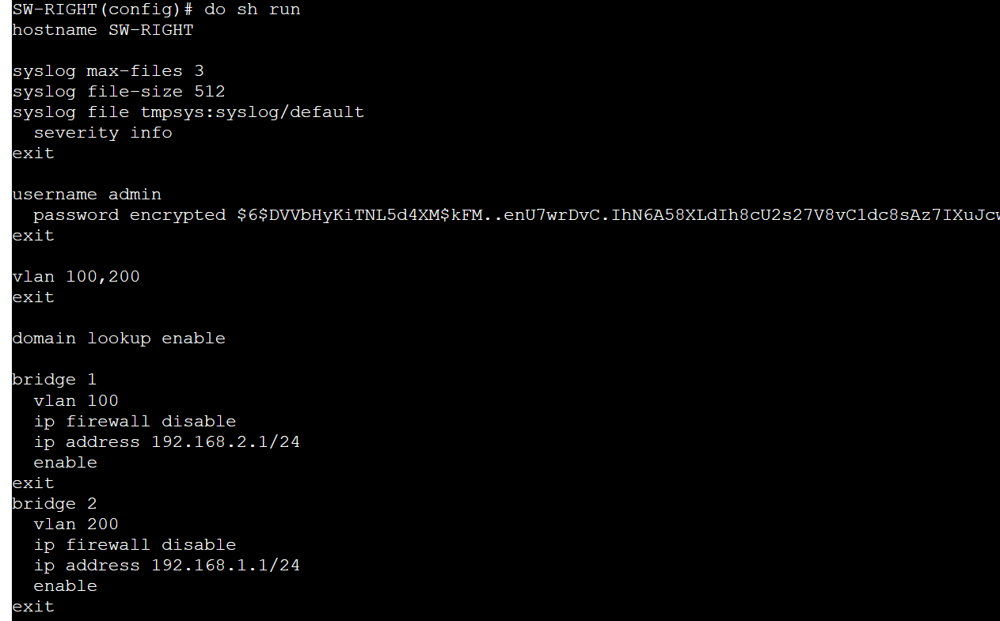 SW-RIGHT(config)# do sh run
hostname SW-RIGHT
syslog max-files 3
syslog file-size 512
syslog file tmpsys:syslog/default
severity info
exit
username admin
password encrypted $6$DVVbHyKiTNL5d4XM$kFM..enU7wrDvC.IhN6A58XLdIh8cU2s27V8vC1dc8sAz7IXuJcw
exit
vlan 100,200
exit
domain lookup enable
bridge 1
vlan 100
ip firewall disable
ip address 192.168.2.1/24
enable
exit
bridge 2
vlan 200
ip firewall disable
ip address 192.168.1.1/24
enable
exit